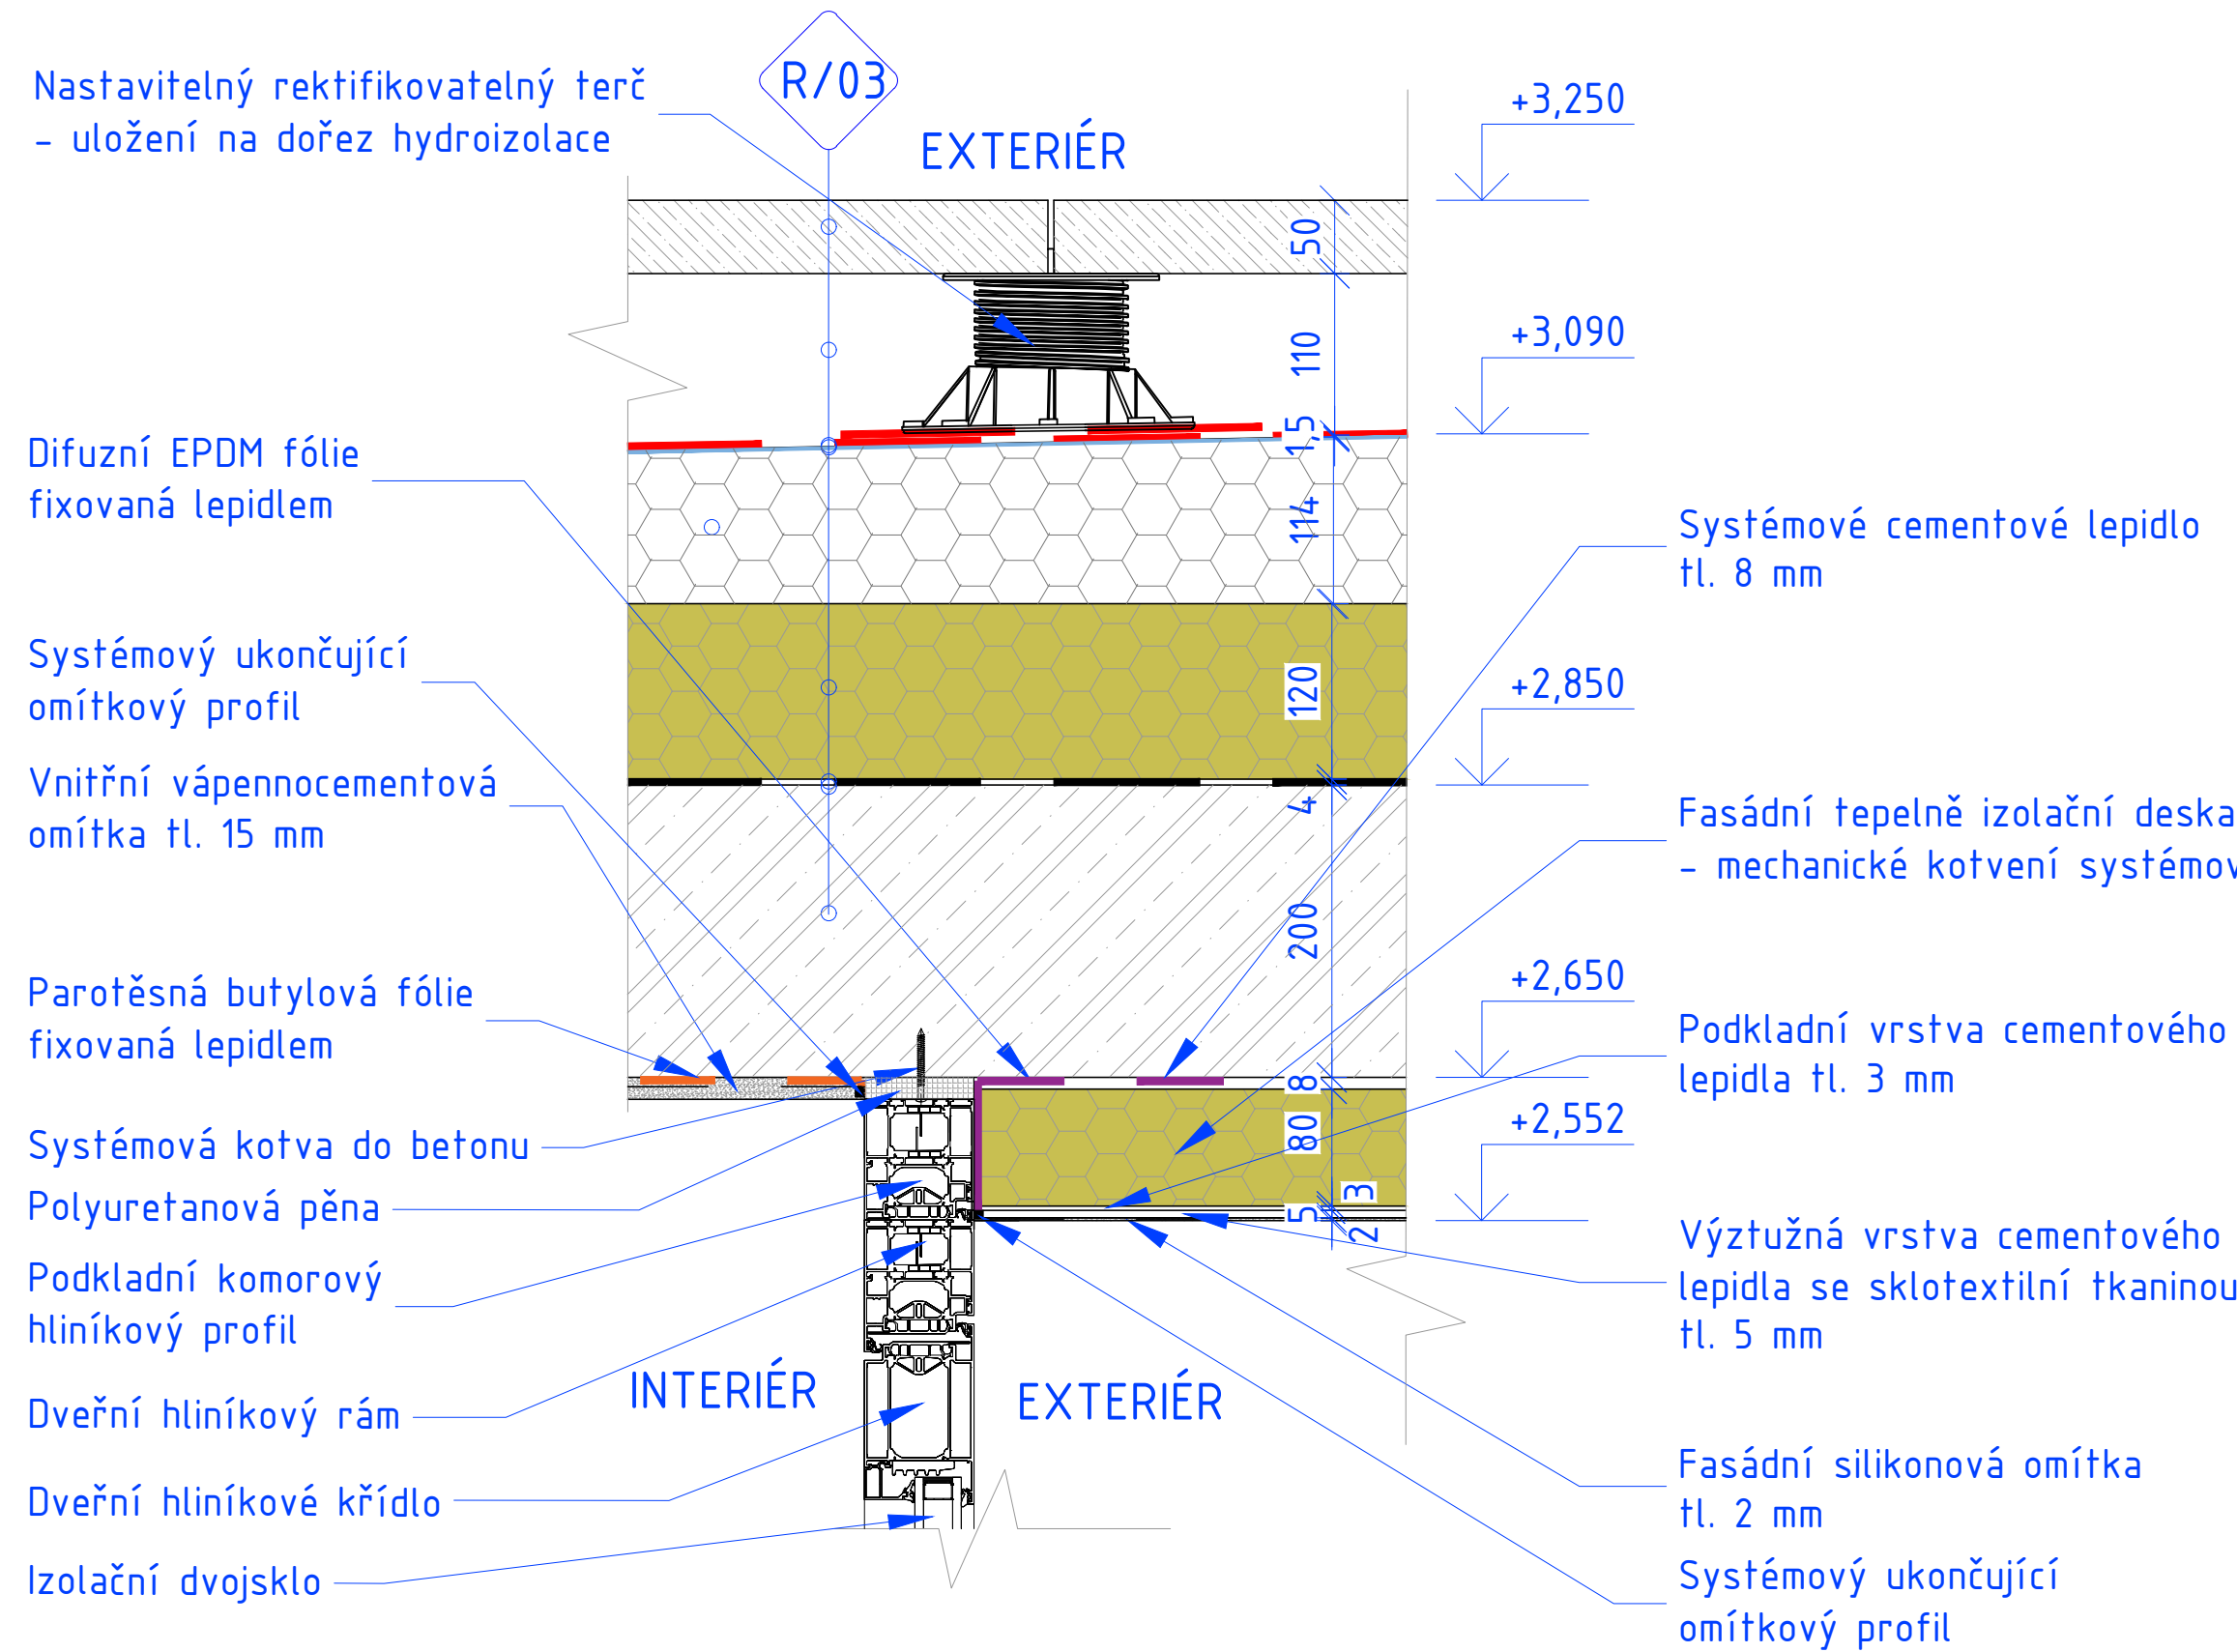 R/03
Nastavitelný rektifikovatelný terč
- uložení na dořez hydroizolace
EXTERIÉR
Difuzní EPDM fólie
fixovaná lepidlem
Systémový ukončující
omítkový profil
Vnitřní vápennocementová
omítka tl. 15 mm
Parotěsná butylová fólie
fixovaná lepidlem
Systémová kotva do betonu
Polyuretanová pěna
Podkladní komorový
hliníkový profil
Dveřní hliníkový rám
Dveřní hliníkové křídlo
Izolační dvojsklo
INTERIÉR
EXTERIÉR
50
110
1,5
114
120
4
200
8
80
3
5
2
+3,250
+3,090
+2,850
+2,650
+2,552
Systémové cementové lepidlo
tl. 8 mm
Fasádní tepelně izolační deska
- mechanické kotvení systémov
Podkladní vrstva cementového
lepidla tl. 3 mm
Výztužná vrstva cementového
lepidla se sklotextilní tkaninou
tl. 5 mm
Fasádní silikonová omítka
tl. 2 mm
Systémový ukončující
omítkový profil